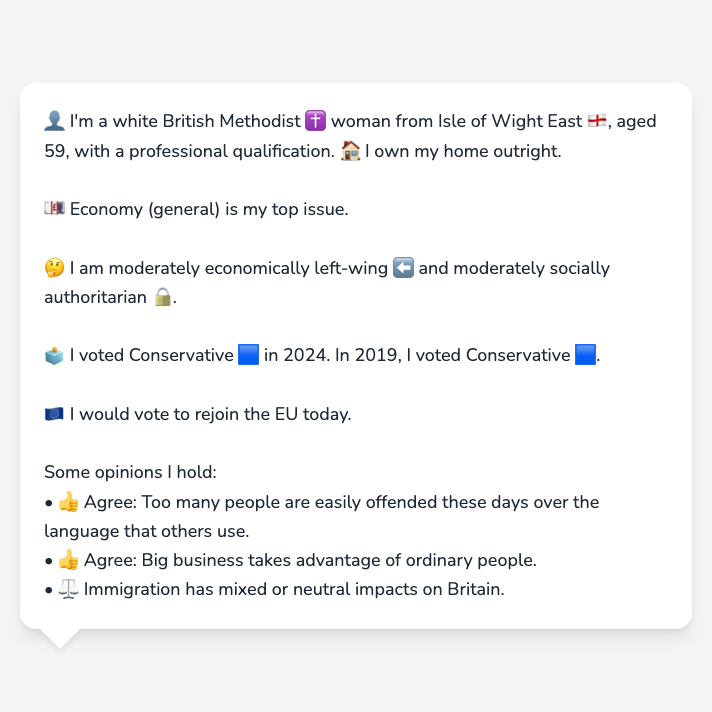 👤 I'm a white British Methodist ✝️ woman from Isle of Wight East 🏴󠁧󠁢󠁥󠁮󠁧󠁿, aged
59, with a professional qualification. 🏠 I own my home outright.
💷 Economy (general) is my top issue.
🤔 I am moderately economically left-wing ⬅️ and moderately socially
authoritarian 🔒.
🗳️ I voted Conservative 🟦 in 2024. In 2019, I voted Conservative 🟦.
🇪🇺 I would vote to rejoin the EU today.
Some opinions I hold:
• 👍 Agree: Too many people are easily offended these days over the
language that others use.
• 👍 Agree: Big business takes advantage of ordinary people.
• ⚖️ Immigration has mixed or neutral impacts on Britain.